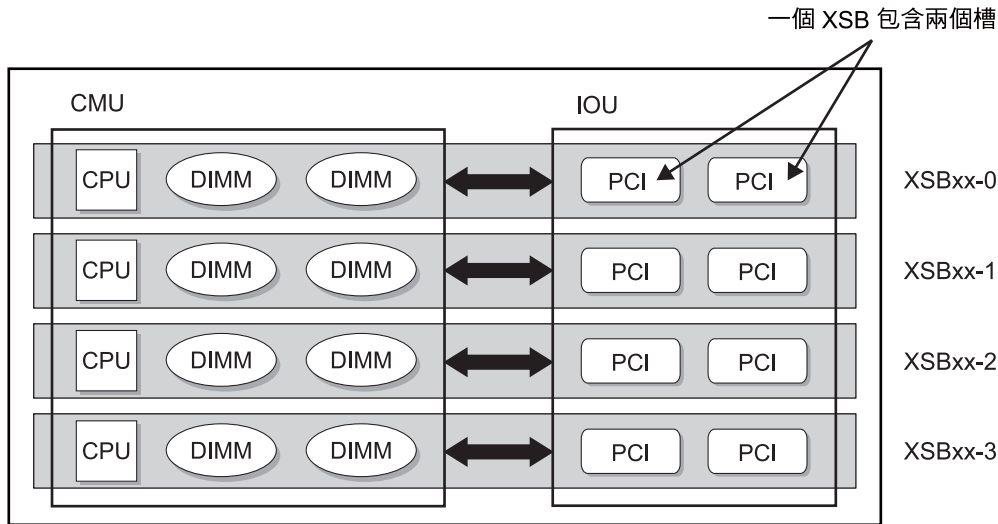 一個 XSB 包含兩個槽
CMU IOU
CPU DIMM DIMM PCI PCI XSBxx-0
CPU DIMM DIMM PCI PCI XSBxx-1
CPU DIMM DIMM PCI PCI XSBxx-2
CPU DIMM DIMM PCI PCI XSBxx-3